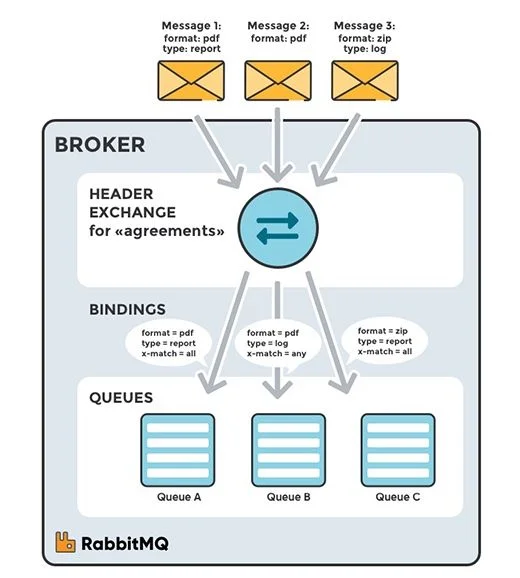 Message 1:
format: pdf
type: report
Message 2:
format: pdf
Message 3:
format: zip
type: log
BROKER
HEADER
EXCHANGE
for «agreements»
BINDINGS
format = pdf
type = report
x-match = all
format = pdf
type = log
x-match = any
format = zip
type = report
x-match = all
QUEUES
Queue A
Queue B
Queue C
RabbitMQ